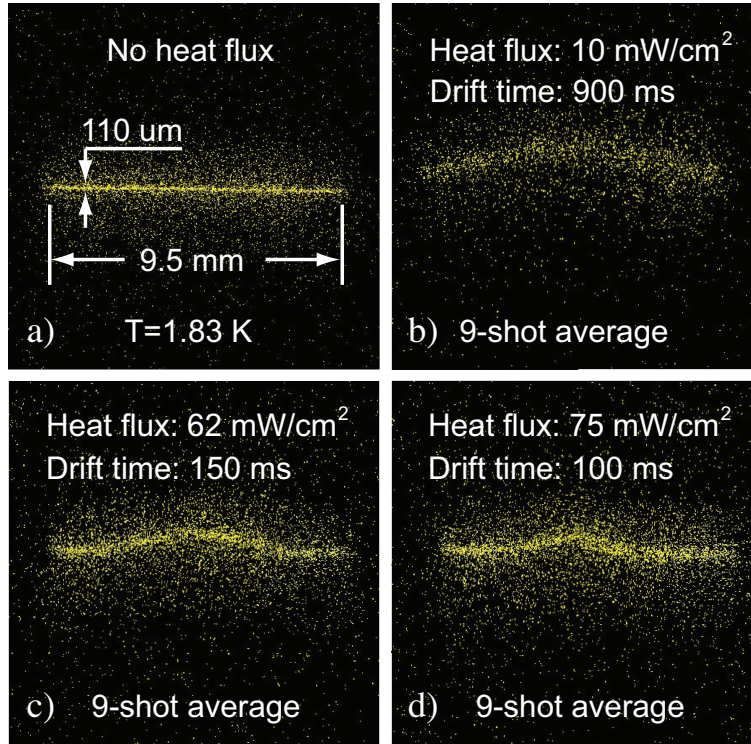 No heat flux
110 um
9.5 mm
a) T=1.83 K
Heat flux: 10 mW/cm²
Drift time: 900 ms
b) 9-shot average
Heat flux: 62 mW/cm²
Drift time: 150 ms
c) 9-shot average
Heat flux: 75 mW/cm²
Drift time: 100 ms
d) 9-shot average